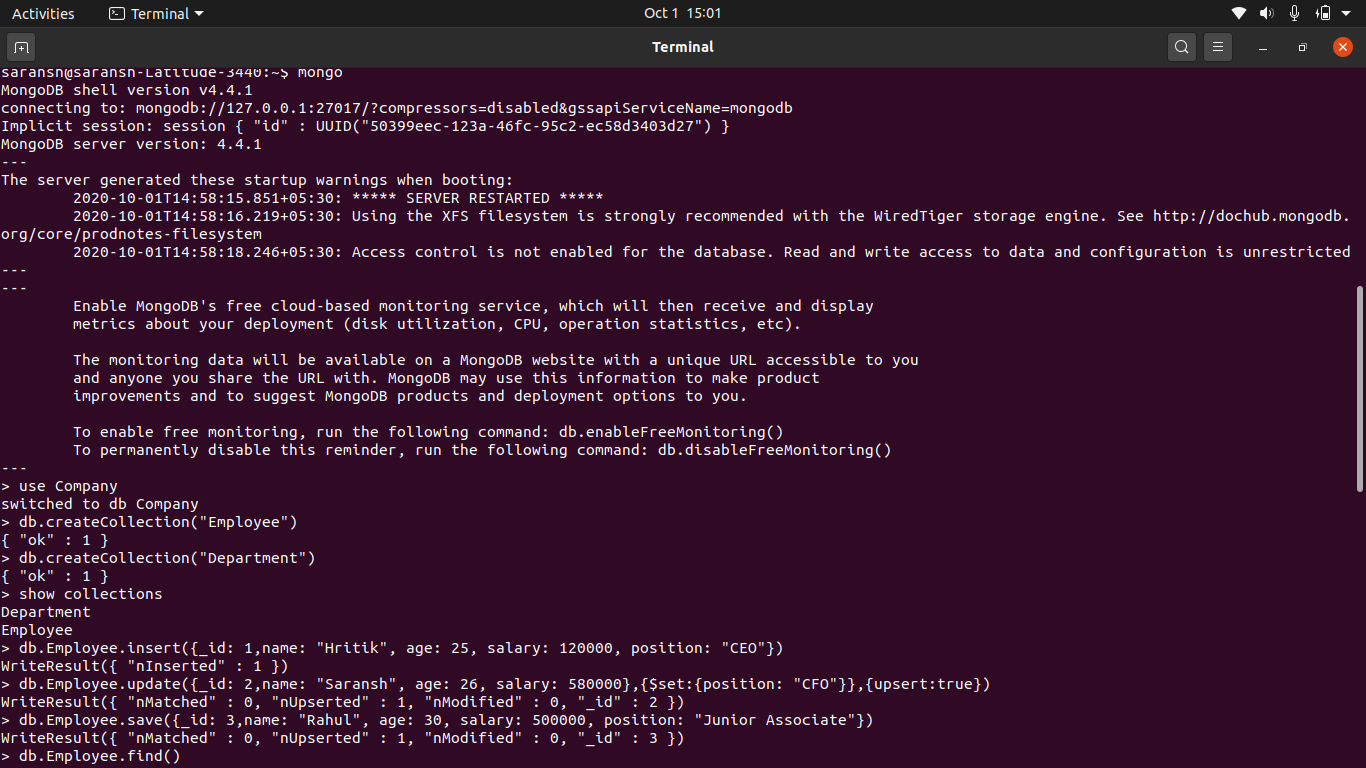 Activities
Terminal
Oct 1 15:01
Terminal
saransh@saransh-Latitude-3440:~$ mongo
MongoDB shell version v4.4.1
connecting to: mongodb://127.0.0.1:27017/?compressors=disabled&gssapiServiceName=mongodb
Implicit session: session { "id" : UUID("50399eec-123a-46fc-95c2-ec58d3403d27") }
MongoDB server version: 4.4.1
---
The server generated these startup warnings when booting:
        2020-10-01T14:58:15.851+05:30: ***** SERVER RESTARTED *****
        2020-10-01T14:58:16.219+05:30: Using the XFS filesystem is strongly recommended with the WiredTiger storage engine. See http://dochub.mongodb.
org/core/prodnotes-filesystem
        2020-10-01T14:58:18.246+05:30: Access control is not enabled for the database. Read and write access to data and configuration is unrestricted
---
---
        Enable MongoDB's free cloud-based monitoring service, which will then receive and display
        metrics about your deployment (disk utilization, CPU, operation statistics, etc).

        The monitoring data will be available on a MongoDB website with a unique URL accessible to you
        and anyone you share the URL with. MongoDB may use this information to make product
        improvements and to suggest MongoDB products and deployment options to you.

        To enable free monitoring, run the following command: db.enableFreeMonitoring()
        To permanently disable this reminder, run the following command: db.disableFreeMonitoring()
---
> use Company
switched to db Company
> db.createCollection("Employee")
{ "ok" : 1 }
> db.createCollection("Department")
{ "ok" : 1 }
> show collections
Department
Employee
> db.Employee.insert({_id: 1,name: "Hritik", age: 25, salary: 120000, position: "CEO"})
WriteResult({ "nInserted" : 1 })
> db.Employee.update({_id: 2,name: "Saransh", age: 26, salary: 580000},{$set:{position: "CFO"}},{upsert:true})
WriteResult({ "nMatched" : 0, "nUpserted" : 1, "nModified" : 0, "_id" : 2 })
> db.Employee.save({_id: 3,name: "Rahul", age: 30, salary: 500000, position: "Junior Associate"})
WriteResult({ "nMatched" : 0, "nUpserted" : 1, "nModified" : 0, "_id" : 3 })
> db.Employee.find()